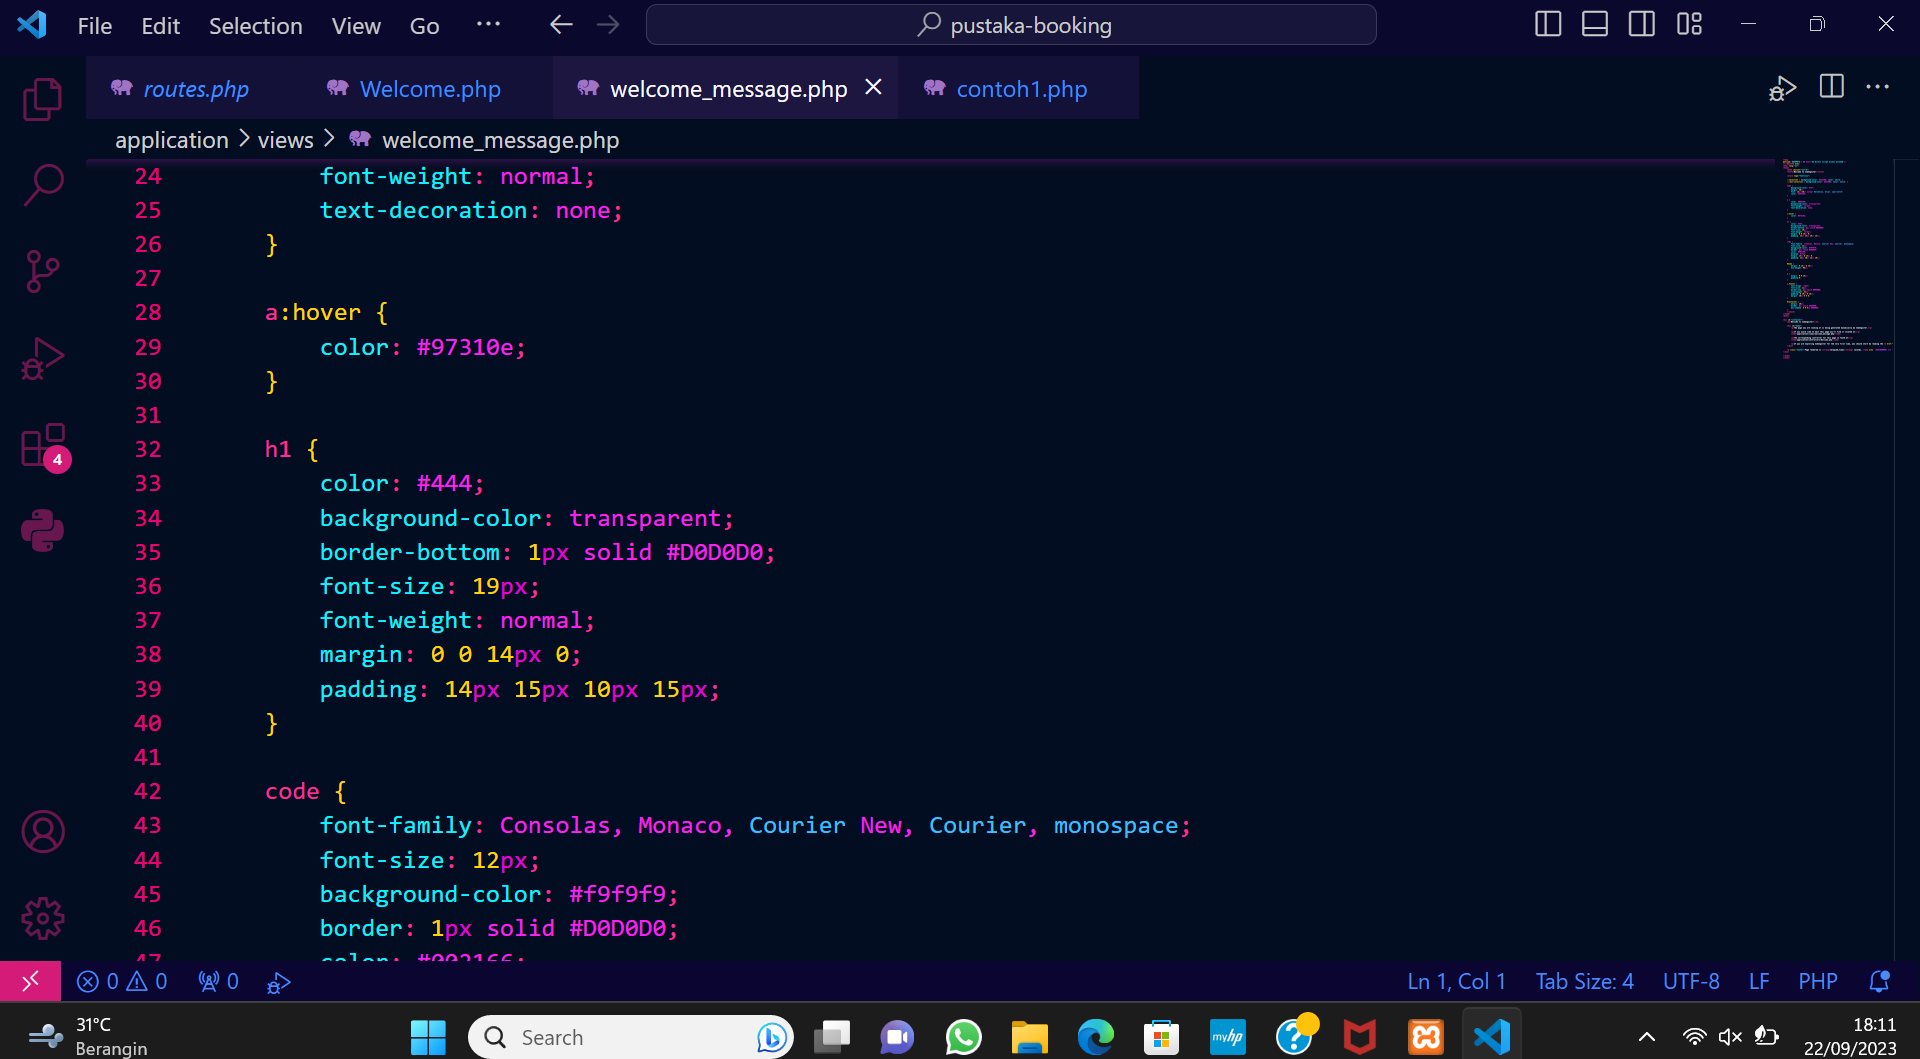 File Edit Selection View Go ··· pustaka-booking
routes.php Welcome.php welcome_message.php contoh1.php
application > views > welcome_message.php
24 font-weight: normal;
25 text-decoration: none;
26 }
27
28 a:hover {
29 color: #97310e;
30 }
31
32 h1 {
33 color: #444;
34 background-color: transparent;
35 border-bottom: 1px solid #D0D0D0;
36 font-size: 19px;
37 font-weight: normal;
38 margin: 0 0 14px 0;
39 padding: 14px 15px 10px 15px;
40 }
41
42 code {
43 font-family: Consolas, Monaco, Courier New, Courier, monospace;
44 font-size: 12px;
45 background-color: #f9f9f9;
46 border: 1px solid #D0D0D0;
47 color: #002166;
4
0 0 0 Ln 1, Col 1 Tab Size: 4 UTF-8 LF PHP
31°C
Berangin
Search
myhp
18:11
22/09/2023